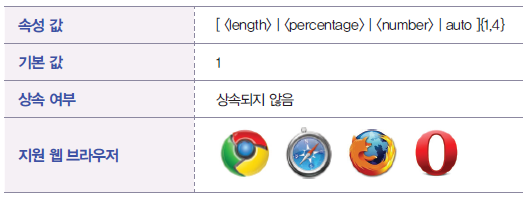 속성 값 [ 〈length〉 | 〈percentage〉 | 〈number〉 | auto ]{1,4}
기본 값 1
상속 여부 상속되지 않음
지원 웹 브라우저